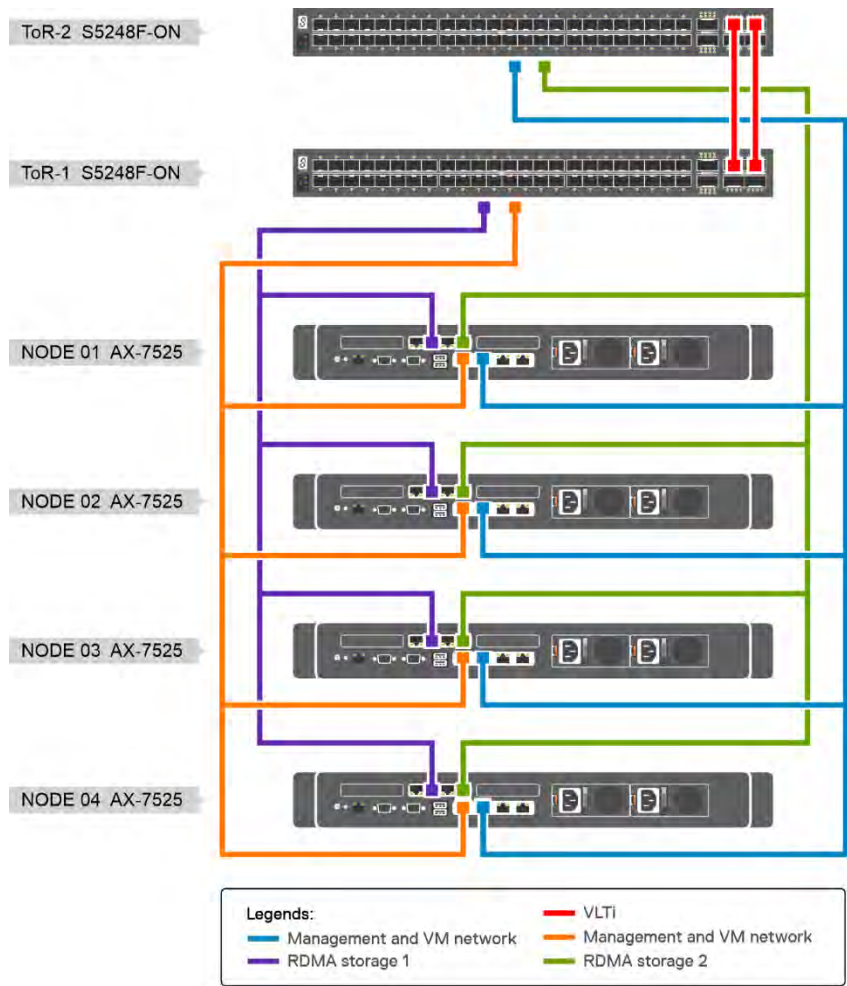 ToR-2 S5248F-ON
ToR-1 S5248F-ON
NODE 01 AX-7525
NODE 02 AX-7525
NODE 03 AX-7525
NODE 04 AX-7525
Legends:
VLTi
Management and VM network
Management and VM network
RDMA storage 1
RDMA storage 2